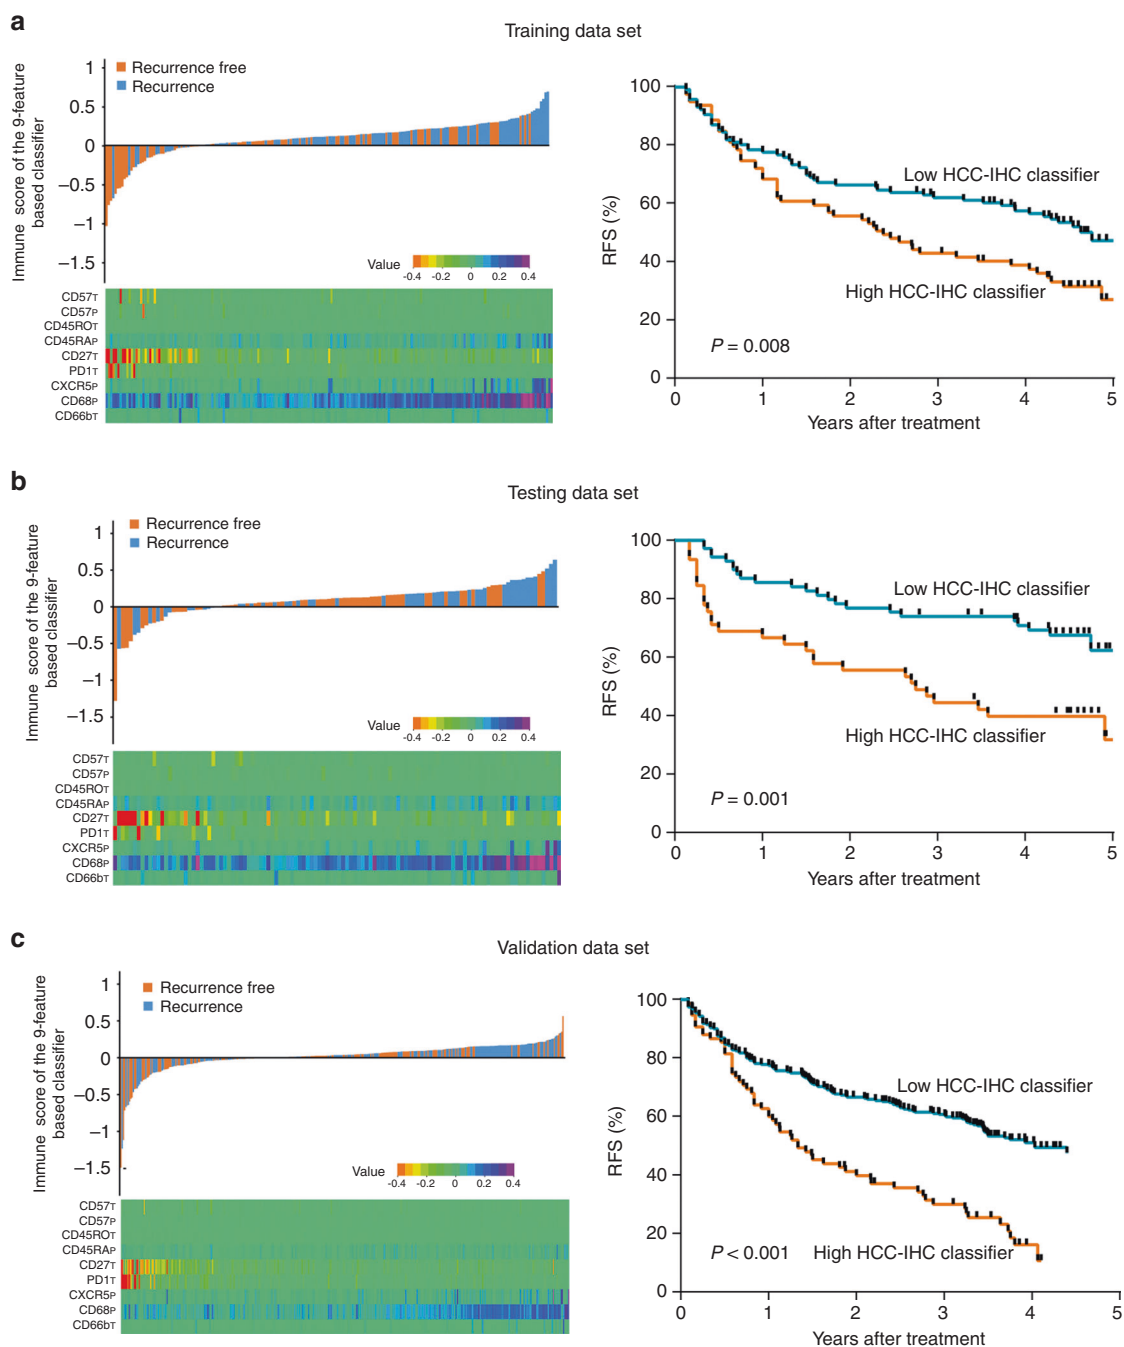 a
Training data set
Immune score of the 9-feature
based classifier
1
0.5
0
−0.5
−1
−1.5
Recurrence free
Recurrence
Value
-0.4 -0.2 0 0.2 0.4
CD57T
CD57P
CD45ROT
CD45RAP
CD27T
PD1T
CXCR5P
CD68P
CD66bT
RFS (%)
100
80
60
40
20
0
Low HCC-IHC classifier
High HCC-IHC classifier
P = 0.008
0 1 2 3 4 5
Years after treatment
b
Testing data set
Immune score of the 9-feature
based classifier
1
0.5
0
−0.5
−1
−1.5
Recurrence free
Recurrence
Value
-0.4 -0.2 0 0.2 0.4
CD57T
CD57P
CD45ROT
CD45RAP
CD27T
PD1T
CXCR5P
CD68P
CD66bT
RFS (%)
100
80
60
40
20
0
Low HCC-IHC classifier
High HCC-IHC classifier
P = 0.001
0 1 2 3 4 5
Years after treatment
c
Validation data set
Immune score of the 9-feature
based classifier
1
0.5
0
−0.5
−1
−1.5
Recurrence free
Recurrence
Value
-0.4 -0.2 0 0.2 0.4
CD57T
CD57P
CD45ROT
CD45RAP
CD27T
PD1T
CXCR5P
CD68P
CD66bT
RFS (%)
100
80
60
40
20
0
Low HCC-IHC classifier
P < 0.001 High HCC-IHC classifier
0 1 2 3 4 5
Years after treatment